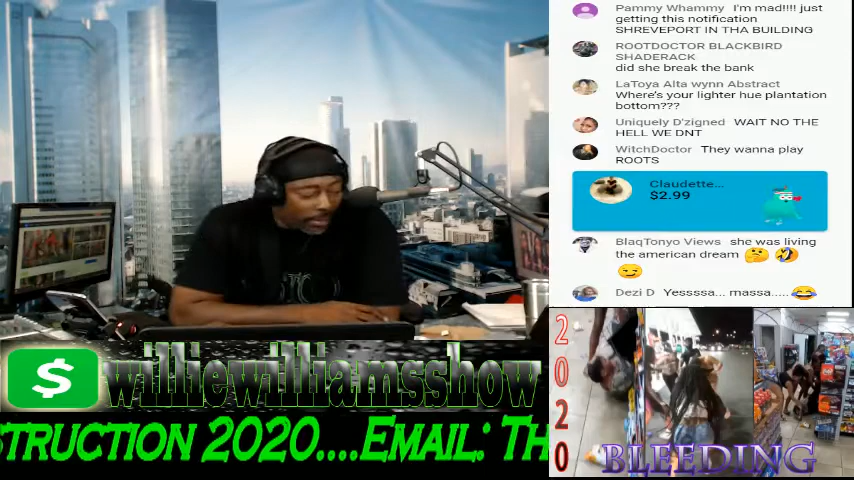 Pammy Whammy I'm mad!!!! just
getting this notification
SHREVEPORT IN THA BUILDING
ROOTDOCTOR BLACKBIRD
SHADERACK
did she break the bank
LaToya Alta wynn Abstract
Where's your lighter hue plantation
bottom???
Uniquely D'zigned WAIT NO THE
HELL WE DNT
WitchDoctor They wanna play
ROOTS
Claudette...
$2.99
BlaqTonyo Views she was living
the american dream
Dezi D Yessssa... massa.....
$ williewilliamsshow
STRUCTION 2020....EMAIL: TH
2020
BLEEDING